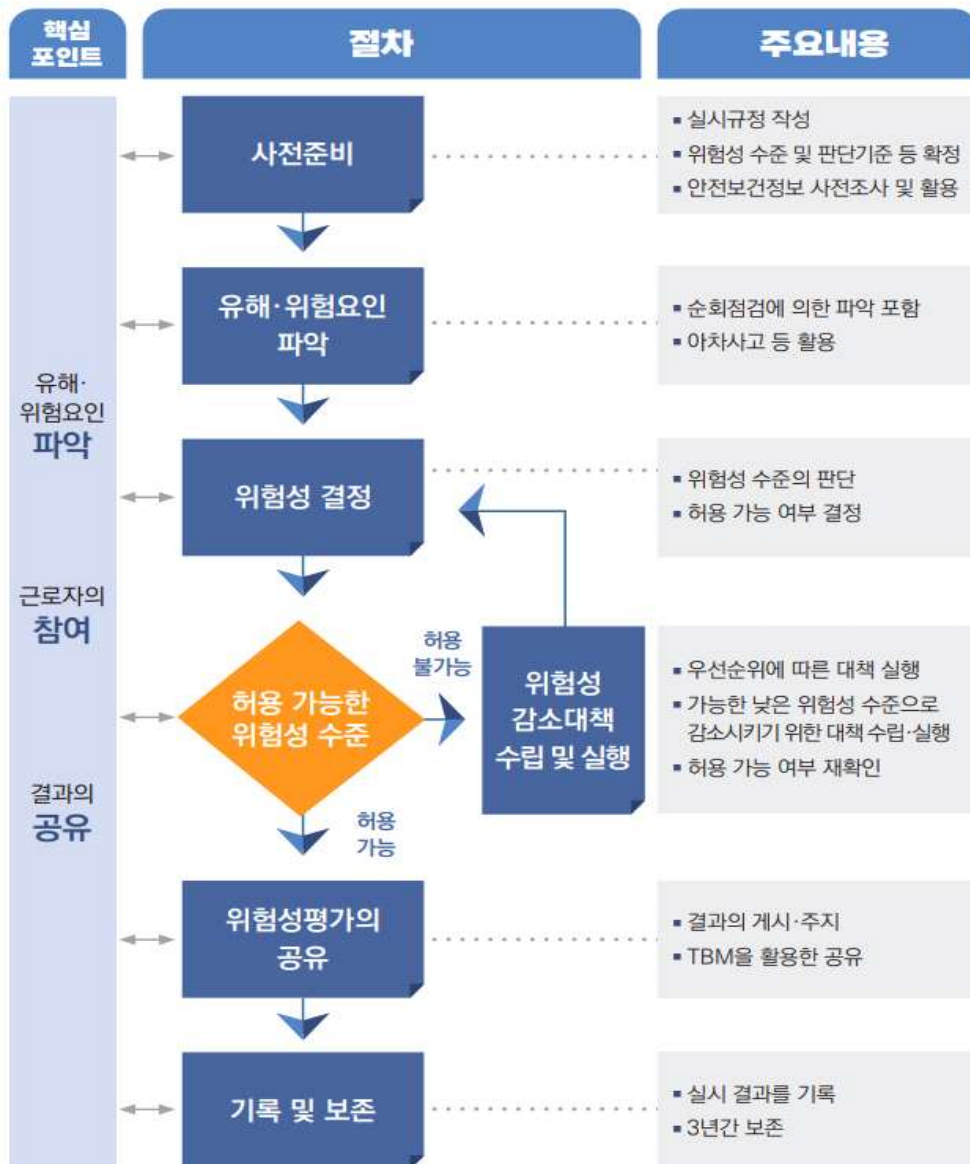 핵심
포인트
절차
주요내용
사전준비
▪ 실시규정 작성
▪ 위험성 수준 및 판단기준 등 확정
▪ 안전보건정보 사전조사 및 활용
유해·위험요인
파악
▪ 순회점검에 의한 파악 포함
▪ 아차사고 등 활용
유해·
위험요인
파악
위험성 결정
▪ 위험성 수준의 판단
▪ 허용 가능 여부 결정
근로자의
참여
허용 가능한
위험성 수준
허용
불가능
위험성
감소대책
수립 및 실행
▪ 우선순위에 따른 대책 실행
▪ 가능한 낮은 위험성 수준으로
감소시키기 위한 대책 수립·실행
▪ 허용 가능 여부 재확인
결과의
공유
허용
가능
위험성평가의
공유
▪ 결과의 게시·주지
▪ TBM을 활용한 공유
기록 및 보존
▪ 실시 결과를 기록
▪ 3년간 보존